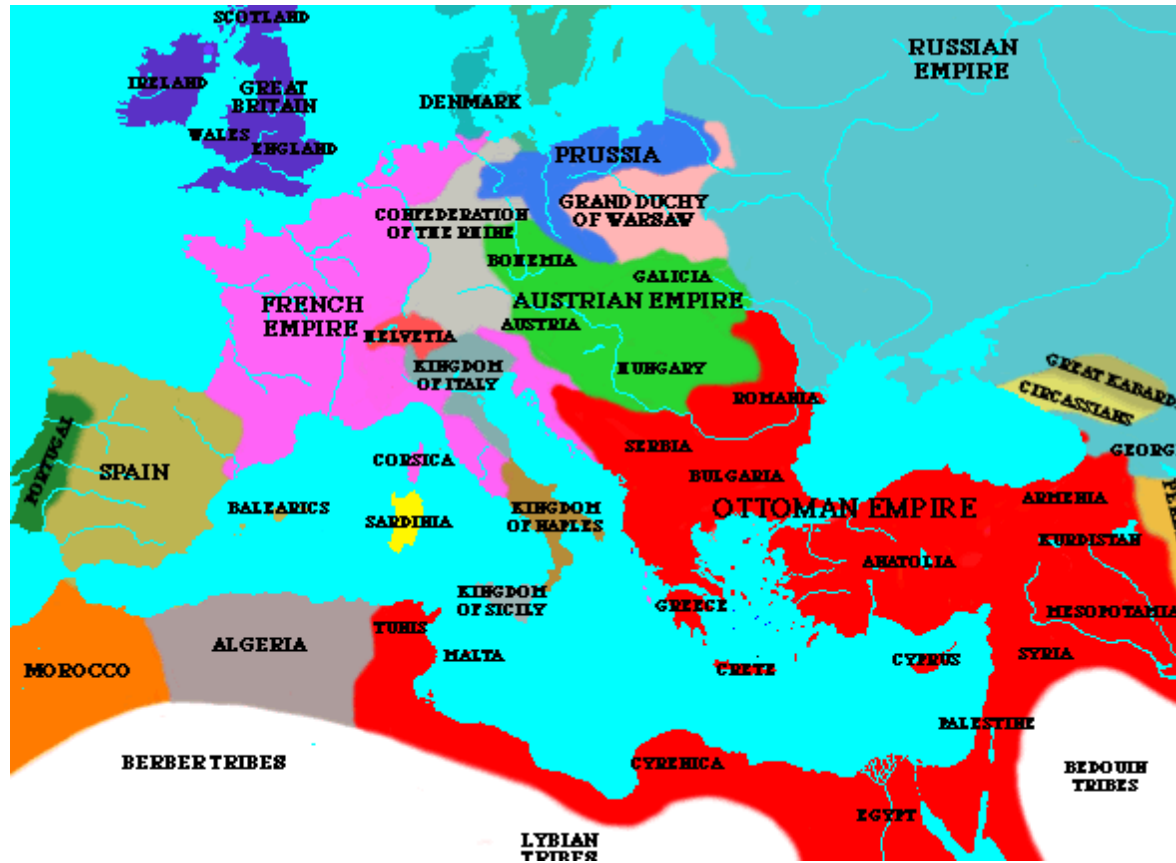 SCOTLAND
RUSSIAN
EMPIRE
IRELAND
GREAT
BRITAIN
DENMARK
WALES
ENGLAND
PRUSSIA
GRAND DUCHY
OF WARSAW
CONFEDERATION
OF THE RHINE
BOHEMIA
GALICIA
FRENCH
EMPIRE
AUSTRIAN EMPIRE
AUSTRIA
HELVETIA
KINGDOM
OF ITALY
HUNGARY
ROMANIA
GREAT KABARD
CIRCASSIANS
GEORG
PORTUGAL
SPAIN
CORSICA
SERBIA
BULGARIA
BALEARICS
SARDINIA
KINGDOM
OF NAPLES
OTTOMAN EMPIRE
ARMENIA
KURDISTAN
ANATOLIA
KINGDOM
OF SICILY
GREECE
MESOPOTAMIA
TUNIS
ALGERIA
MOROCCO
MALTA
CRETE
CYPRUS
SYRIA
PALESTINE
BERBER TRIBES
CYRENICA
BEDOUIN
TRIBES
EGYPT
LYBIAN
TRIBES